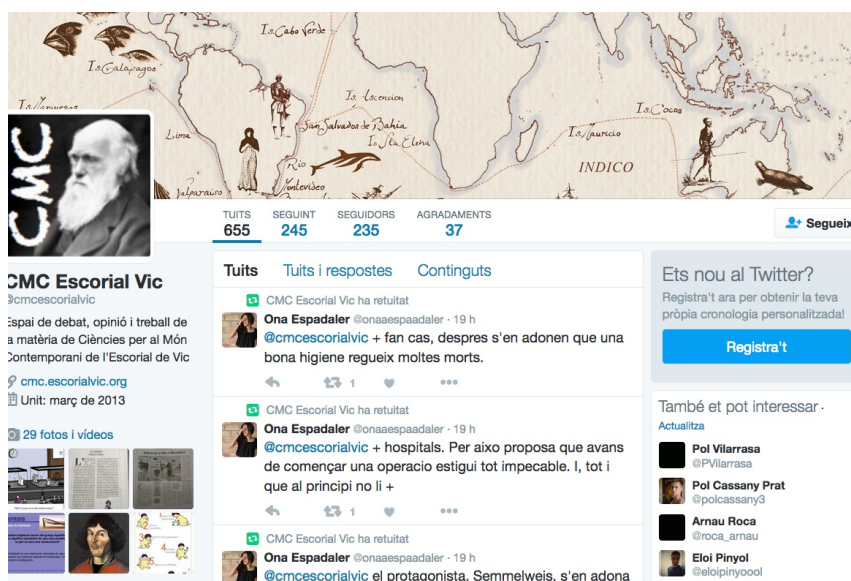 Is. Cabo Verde
Is. Galapagos
Is. Ascencion
Is. Cocos
Lima
San Salvador de Bahia
Is. Mauricio
Is. Sta. Elena
Rio
INDICO
Valparaiso
Montevideo
CMC
TUITS
SEGUINT
SEGUIDORS
AGRADAMENTS
655
245
235
37
Segueix
CMC Escorial Vic
@cmcescorialvic
Espai de debat, opinió i treball de
a matèria de Ciències per al Món
Contemporani de l'Escorial de Vic
cmc.escorialvic.org
Unit: març de 2013
29 fotos i vídeos
Tuits
Tuits i respostes
Continguts
CMC Escorial Vic ha retuitat
Ona Espadaler @onaaespaadaler · 19 h
@cmcescorialvic + fan cas, despres s'en adonen que una
bona higiene regueix moltes morts.
1
CMC Escorial Vic ha retuitat
Ona Espadaler @onaaespaadaler · 19 h
@cmcescorialvic + hospitals. Per aixo proposa que avans
de començar una operacio estigui tot impecable. I, tot i
que al principi no li +
1
CMC Escorial Vic ha retuitat
Ona Espadaler @onaaespaadaler · 19 h
@cmcescorialvic el protagonista, Semmelweis, s'en adona
Ets nou al Twitter?
Registra't ara per obtenir la teva
pròpia cronologia personalitzada!
Registra't
També et pot interessar ·
Actualitza
Pol Vilarrasa
@PVilarrasa
Pol Cassany Prat
@polcassany3
Arnau Roca
@roca_arnau
Eloi Pinyol
@eloipinyoool